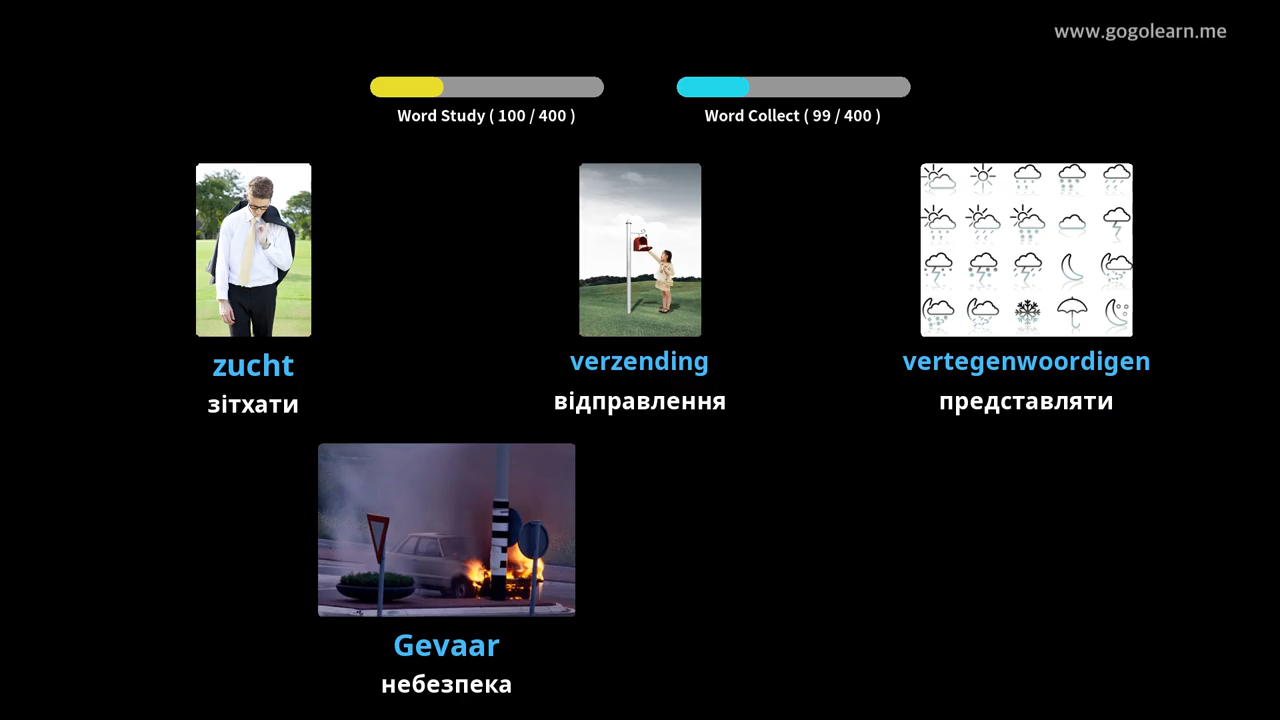 www.gogolearn.me
Word Study ( 100 / 400 )
Word Collect ( 99 / 400 )
zucht
зітхати
verzending
відправлення
vertegenwoordigen
представляти
Gevaar
небезпека